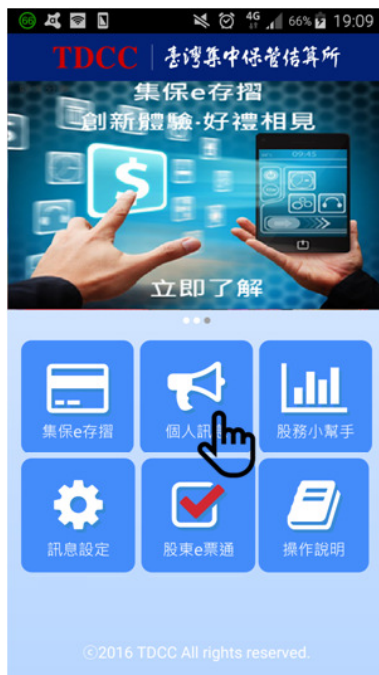 66 4G 66% 19:09
TDCC 臺灣集中保管結算所
集保e存摺
創新體驗‧好禮相見
09:45
立即了解
集保e存摺 個人訊息 股務小幫手
訊息設定 股東e票通 操作說明
©2016 TDCC All rights reserved.